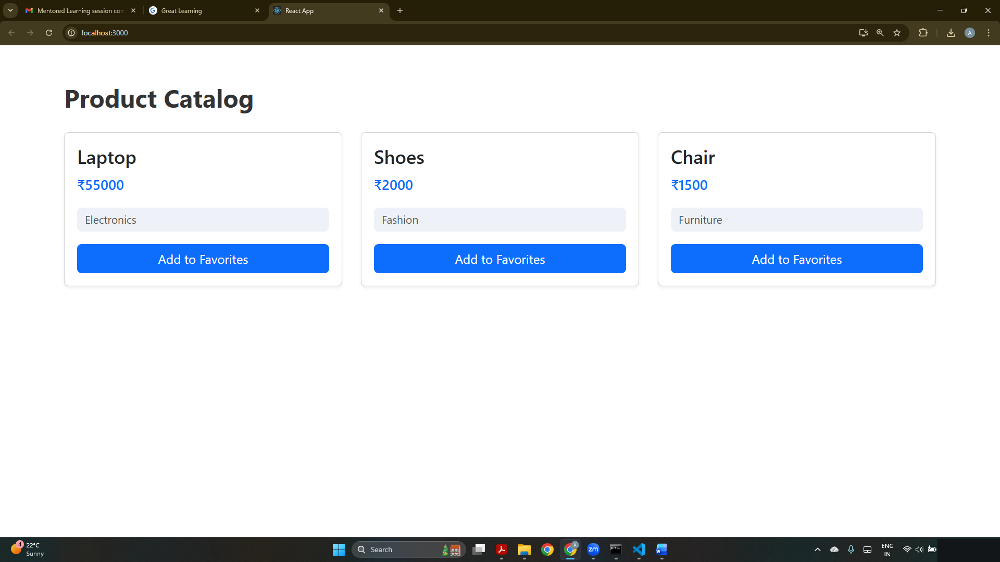 Mentored Learning session con
Great Learning
React App
localhost:3000
A
Product Catalog
Laptop
₹55000
Electronics
Add to Favorites
Shoes
₹2000
Fashion
Add to Favorites
Chair
₹1500
Furniture
Add to Favorites
4
22°C
Sunny
Search
A
zm
W
ENG
IN